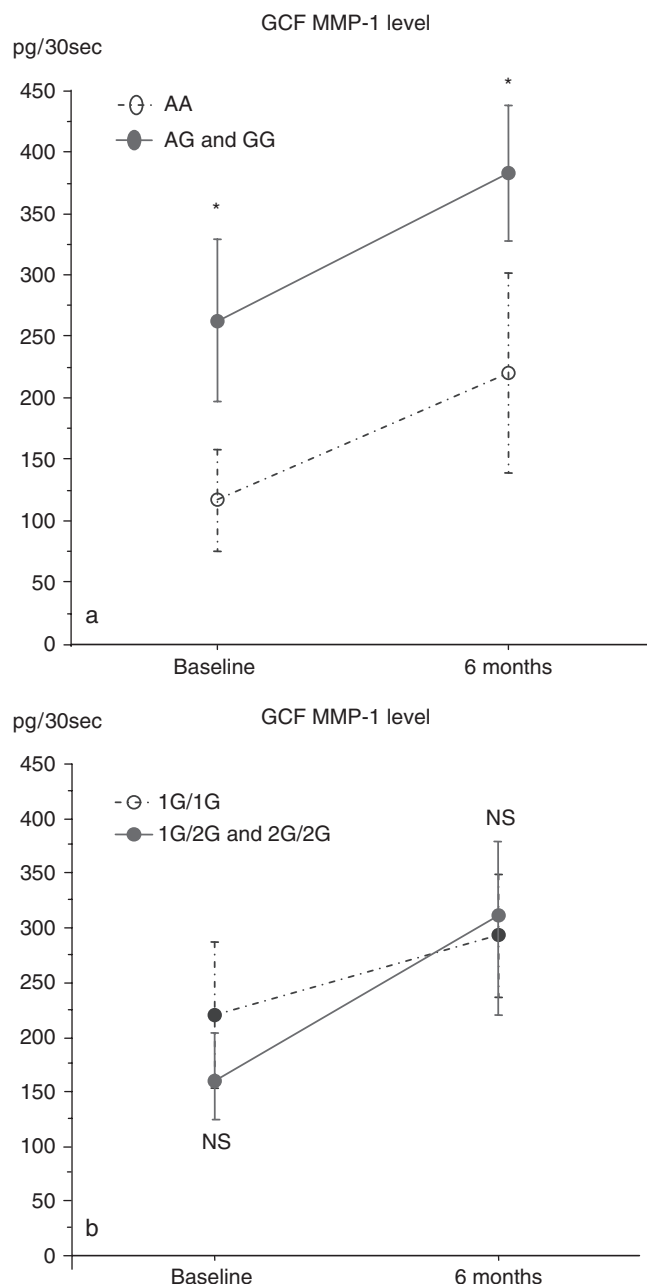 GCF MMP-1 level
pg/30sec
450
400
350
300
250
200
150
100
50
0
AA
AG and GG
*
*
a
Baseline 6 months
GCF MMP-1 level
pg/30sec
450
400
350
300
250
200
150
100
50
0
1G/1G
1G/2G and 2G/2G
NS
NS
b
Baseline 6 months